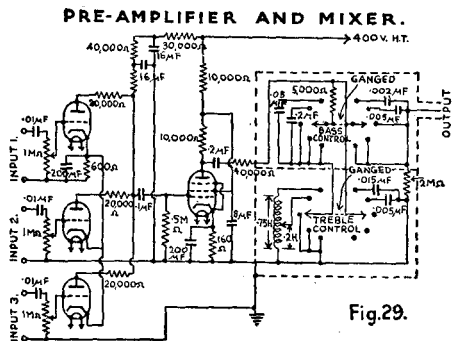 PRE-AMPLIFIER AND MIXER.
400V. H.T.
40,000Ω
30,000Ω
16μF
16μF
10,000Ω
20,000Ω
10,000Ω
GANGED
5,000Ω
.05μF
.2μF
.002μF
.005μF
BASS
CONTROL
OUTPUT
.01μF
INPUT 1.
1MΩ
200μF
600Ω
.2μF
40,000Ω
GANGED
.015μF
.005μF
2MΩ
TREBLE
CONTROL
.75H
.2H
.01μF
INPUT 2.
1MΩ
20,000
Ω
.1μF
.5M
Ω
200
μF
160
Ω
8μF
.01μF
INPUT 3.
1MΩ
20,000Ω
Fig.29.